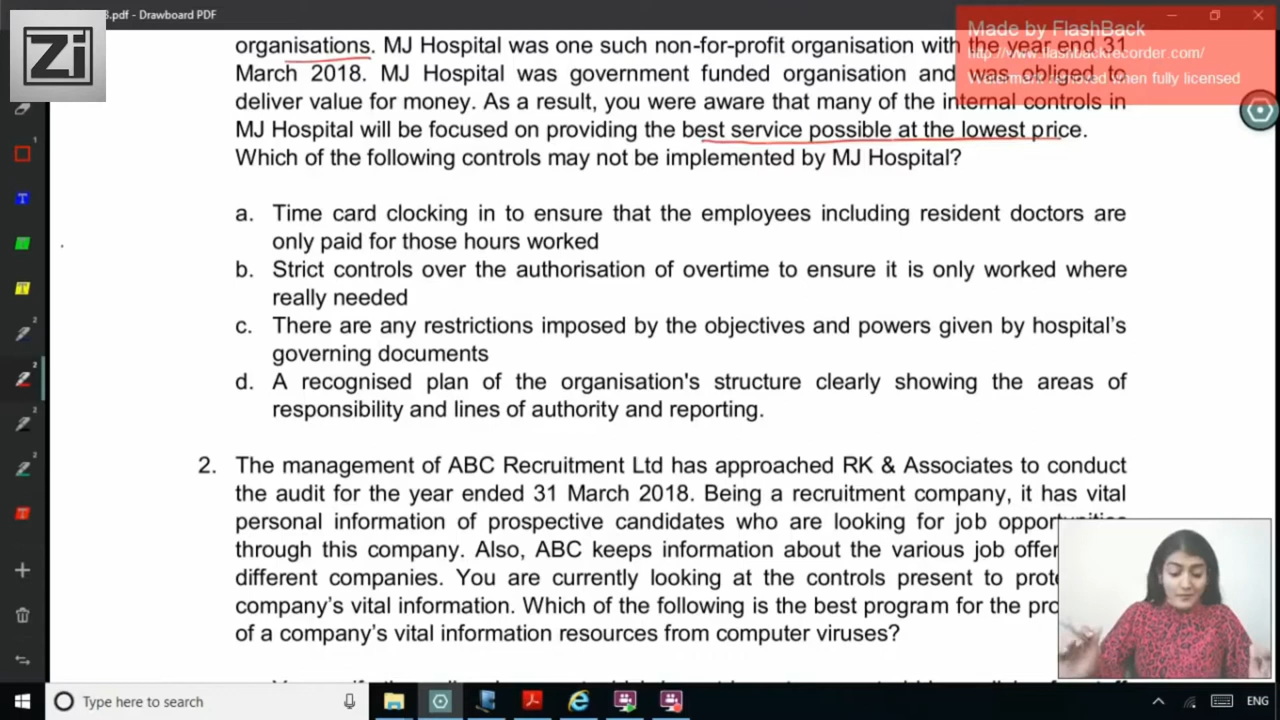 3.pdf - Drawboard PDF
Zi
Made by FlashBack
http://www.flashbackrecorder.com/
Watermark removed when fully licensed
organisations. MJ Hospital was one such non-for-profit organisation with the year end 31
March 2018. MJ Hospital was government funded organisation and was obliged to
deliver value for money. As a result, you were aware that many of the internal controls in
MJ Hospital will be focused on providing the best service possible at the lowest price.
Which of the following controls may not be implemented by MJ Hospital?
a. Time card clocking in to ensure that the employees including resident doctors are
only paid for those hours worked
b. Strict controls over the authorisation of overtime to ensure it is only worked where
really needed
c. There are any restrictions imposed by the objectives and powers given by hospital's
governing documents
d. A recognised plan of the organisation's structure clearly showing the areas of
responsibility and lines of authority and reporting.
2. The management of ABC Recruitment Ltd has approached RK & Associates to conduct
the audit for the year ended 31 March 2018. Being a recruitment company, it has vital
personal information of prospective candidates who are looking for job
through this company. Also, ABC keeps information about the various job
different companies. You are currently looking at the controls present to
company's vital information. Which of the following is the best program for the
of a company's vital information resources from computer viruses?
Type here to search
ENG